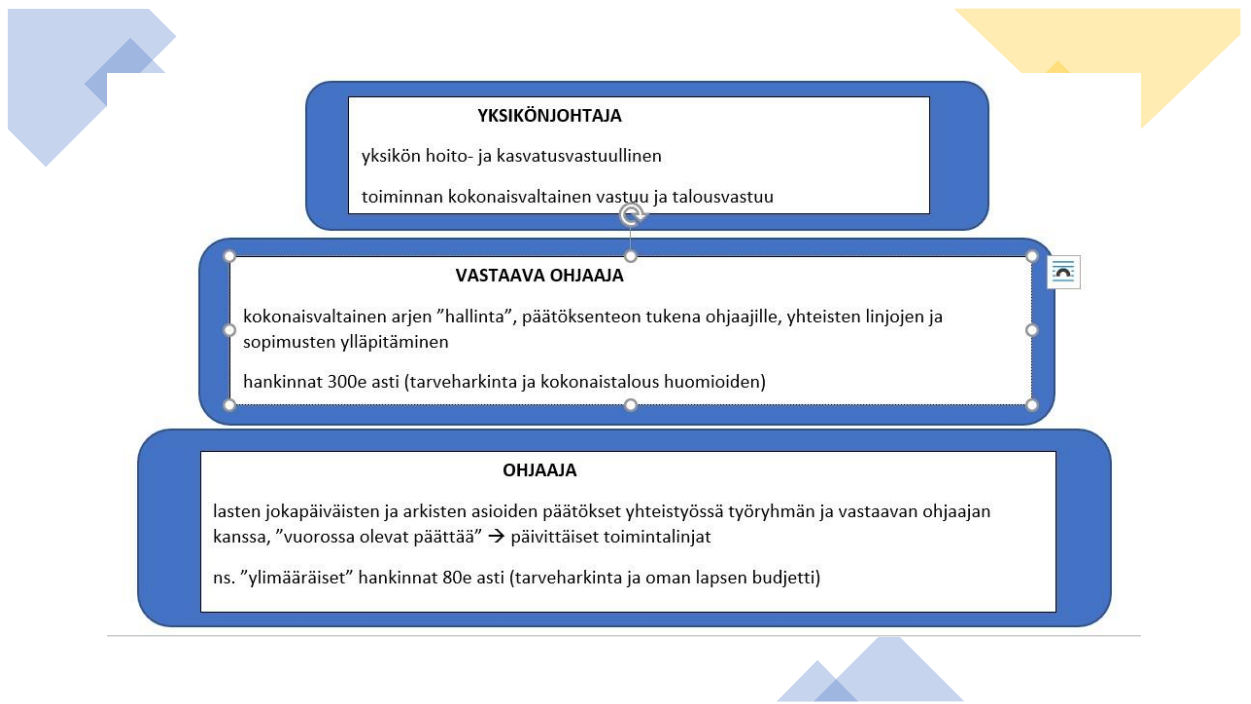 YKSIKÖNJOHTAJA
yksikön hoito- ja kasvatusvastuullinen
toiminnan kokonaisvaltainen vastuu ja talousvastuu
VASTAAVA OHJAAJA
kokonaisvaltainen arjen ”hallinta”, päätöksenteon tukena ohjaajille, yhteisten linjojen ja
sopimusten ylläpitäminen
hankinnat 300e asti (tarveharkinta ja kokonaistalous huomioiden)
OHJAAJA
lasten jokapäiväisten ja arkisten asioiden päätökset yhteistyössä työryhmän ja vastaavan ohjaajan
kanssa, ”vuorossa olevat päättää” → päivittäiset toimintalinjat
ns. ”ylimääräiset” hankinnat 80e asti (tarveharkinta ja oman lapsen budjetti)